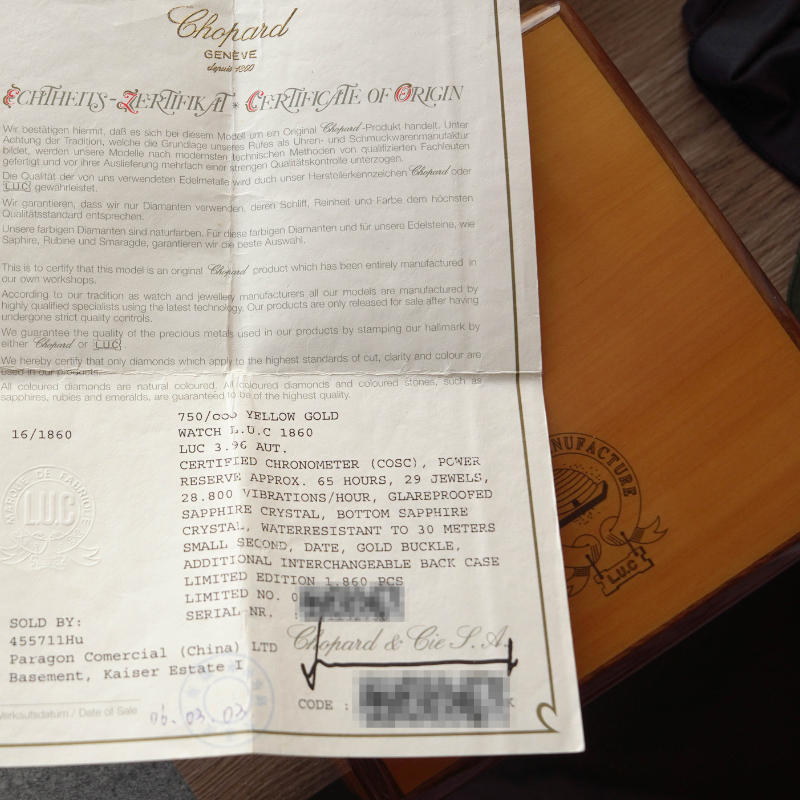 Chopard
GENÈVE
depuis 1860
ECHTHEITS-ZERTIFIKAT * CERTIFICATE OF ORIGIN
Wir bestätigen hiermit, daß es sich bei diesem Modell um ein Original Chopard-Produkt handelt. Unter
Achtung der Tradition, welche die Grundlage unseres Rufes als Uhren- und Schmuckwarenmanufaktur
bildet, werden unsere Modelle nach modernsten technischen Methoden von qualifizierten Fachleuten
gefertigt und vor ihrer Auslieferung mehrfach einer strengen Qualitätskontrolle unterzogen.
Die Qualität der von uns verwendeten Edelmetalle wird duch unser Herstellerkennzeichen Chopard oder
L.U.C gewährleistet.
Wir garantieren, dass wir nur Diamanten verwenden, deren Schliff, Reinheit und Farbe dem höchsten
Qualitätsstandard entsprechen.
Unsere farbigen Diamanten sind naturfarben. Für diese farbigen Diamanten und für unsere Edelsteine, wie
Saphire, Rubine und Smaragde, garantieren wir die beste Auswahl.
This is to certify that this model is an original Chopard product which has been entirely manufactured in
our own workshops.
According to our tradition as watch and jewellery manufacturers all our models are manufactured by
highly qualified specialists using the latest technology. Our products are only released for sale after having
undergone strict quality controls.
We guarantee the quality of the precious metals used in our products by stamping our hallmark by
either Chopard or L.U.C
We hereby certify that only diamonds which apply to the highest standards of cut, clarity and colour are
used in our products.
All coloured diamonds are natural coloured. All coloured diamonds and coloured stones, such as
sapphires, rubies and emeralds, are guaranteed to be of the highest quality.
750/000 YELLOW GOLD
16/1860 WATCH L.U.C 1860
LUC 3.96 AUT.
CERTIFIED CHRONOMETER (COSC), POWER
RESERVE APPROX. 65 HOURS, 29 JEWELS,
28.800 VIBRATIONS/HOUR, GLAREPROOFED
SAPPHIRE CRYSTAL, BOTTOM SAPPHIRE
CRYSTAL, WATERRESISTANT TO 30 METERS
SMALL SECOND, DATE, GOLD BUCKLE,
ADDITIONAL INTERCHANGEABLE BACK CASE
LIMITED EDITION 1.860 PCS
LIMITED NO. 0
SERIAL NR. :
MARQUE DE FABRIQUE
L.U.C
SOLD BY:
455711Hu
Paragon Comercial (China) LTD
Basement, Kaiser Estate I
Chopard & Cie S.A.
Verkaufsdatum / Date of Sale 06. 03. 03
CODE : K
MANUFACTURE
L.U.C